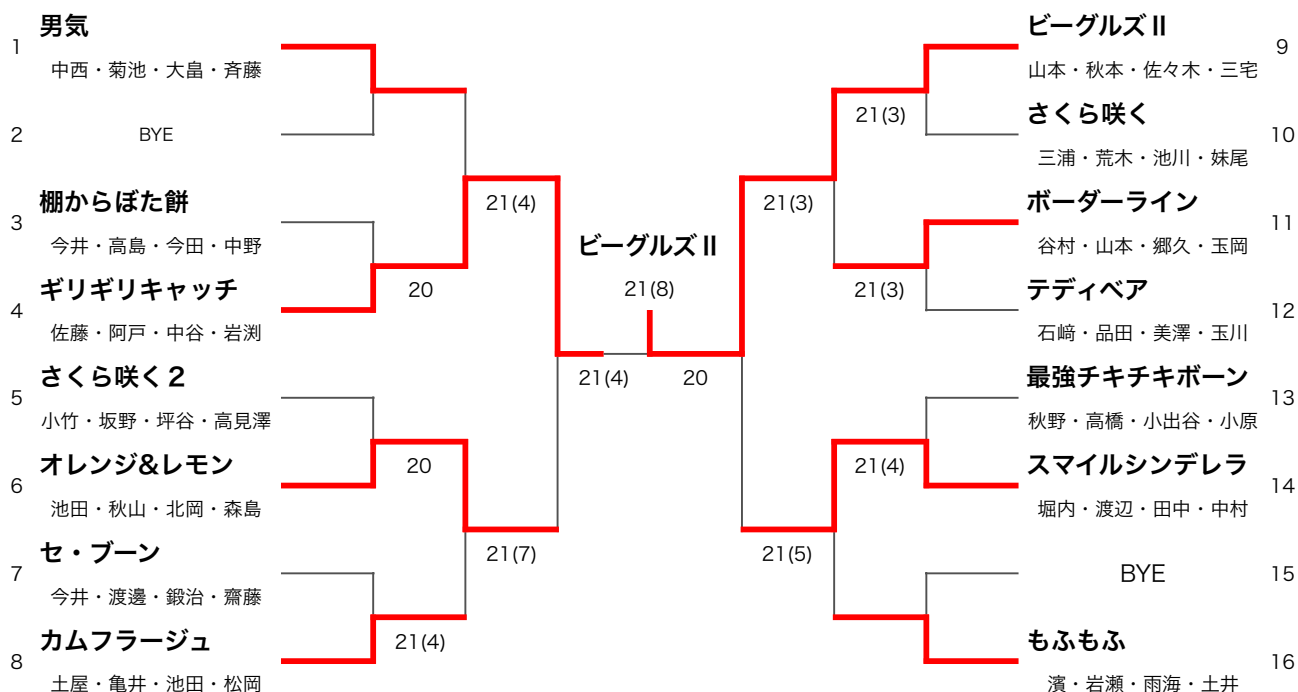 男気
1
中西・菊池・大畠・斉藤
2
BYE
棚からぼた餅
3
今井・高島・今田・中野
ギリギリキャッチ
4
佐藤・阿戸・中谷・岩渕
さくら咲く２
5
小竹・坂野・坪谷・高見澤
オレンジ&レモン
6
池田・秋山・北岡・森島
セ・ブーン
7
今井・渡邊・鍛治・齋藤
カムフラージュ
8
土屋・亀井・池田・松岡
20
20
21(4)
21(4)
21(7)
21(4)
ビーグルズⅡ
21(8)
20
21(3)
21(5)
21(3)
21(3)
21(4)
ビーグルズⅡ
9
山本・秋本・佐々木・三宅
さくら咲く
10
三浦・荒木・池川・妹尾
ボーダーライン
11
谷村・山本・郷久・玉岡
テディベア
12
石﨑・品田・美澤・玉川
最強チキチキボーン
13
秋野・高橋・小出谷・小原
スマイルシンデレラ
14
堀内・渡辺・田中・中村
BYE
15
もふもふ
16
濱・岩瀬・雨海・土井